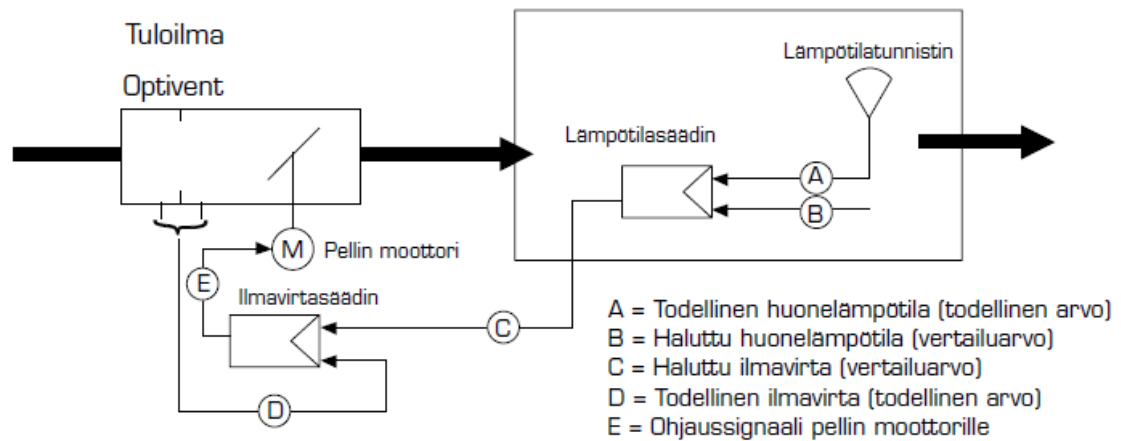 Tuloilma
Optivent
Lämpötilatunnistin
Lämpötilasäädin
A
B
M
Pellin moottori
E
Ilmavirtasäädin
C
D
A = Todellinen huonelämpötila (todellinen arvo)
B = Haluttu huonelämpötila (vertailuarvo)
C = Haluttu ilmavirta (vertailuarvo)
D = Todellinen ilmavirta (todellinen arvo)
E = Ohjaussignaali pellin moottorille